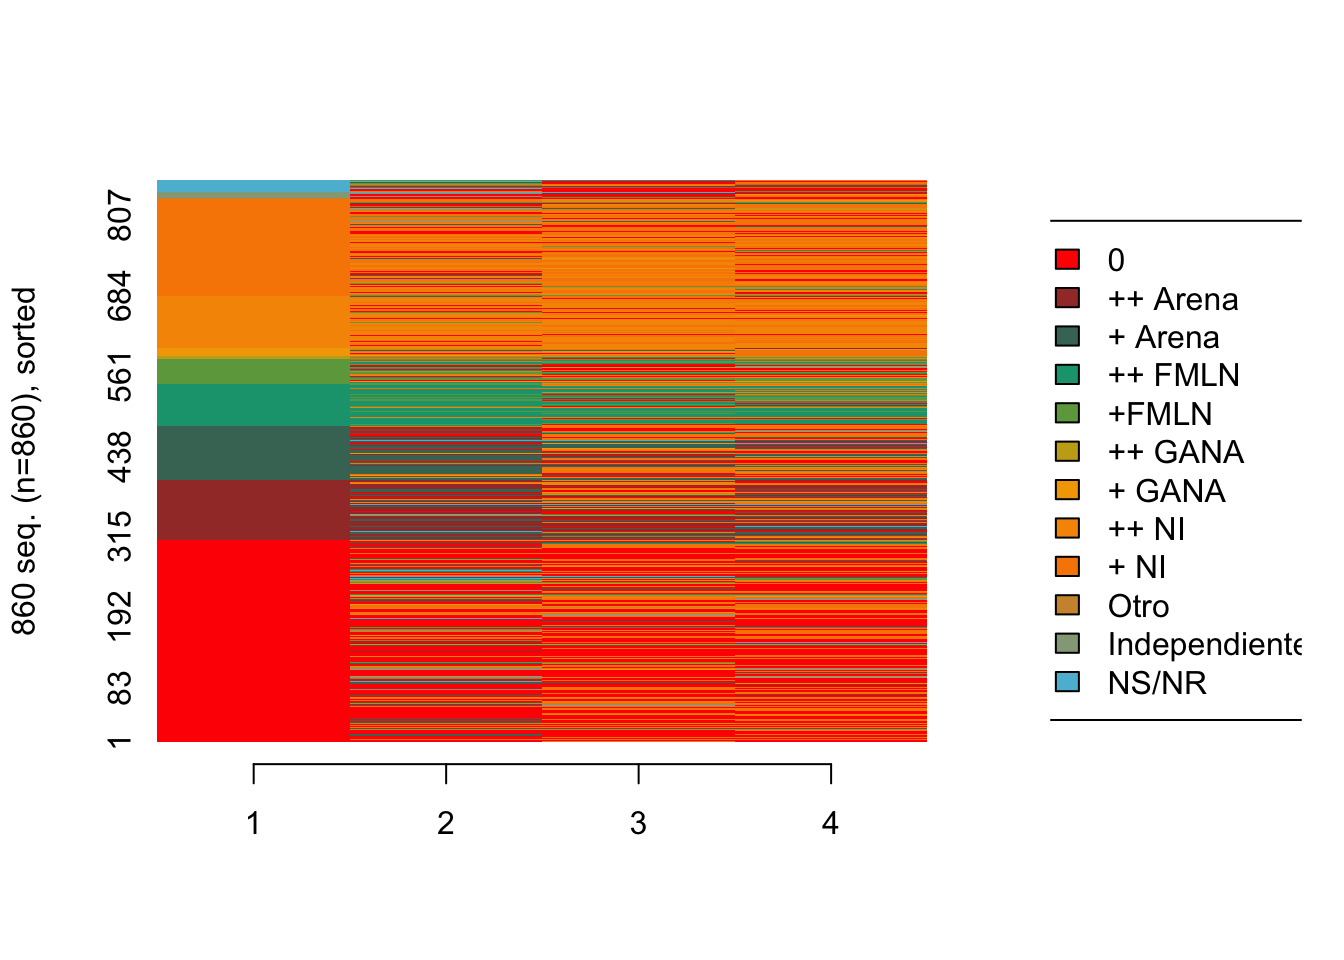 860 seq. (n=860), sorted
807
684
561
438
315
192
83
1
1 2 3 4
0
++ Arena
+ Arena
++ FMLN
+FMLN
++ GANA
+ GANA
++ NI
+ NI
Otro
Independiente
NS/NR